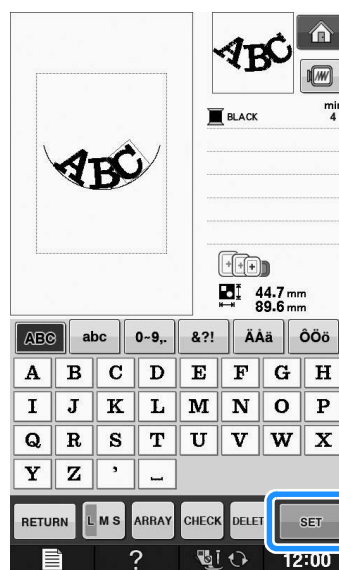 ABC
ABC
BLACK
min
4
44.7 mm
89.6 mm
ABC abc 0~9,. &?! ÄÅä ÔÖö
A B C D E F G H
I J K L M N O P
Q R S T U V W X
Y Z ' _
RETURN L M S ARRAY CHECK DELET SET
? 12:00